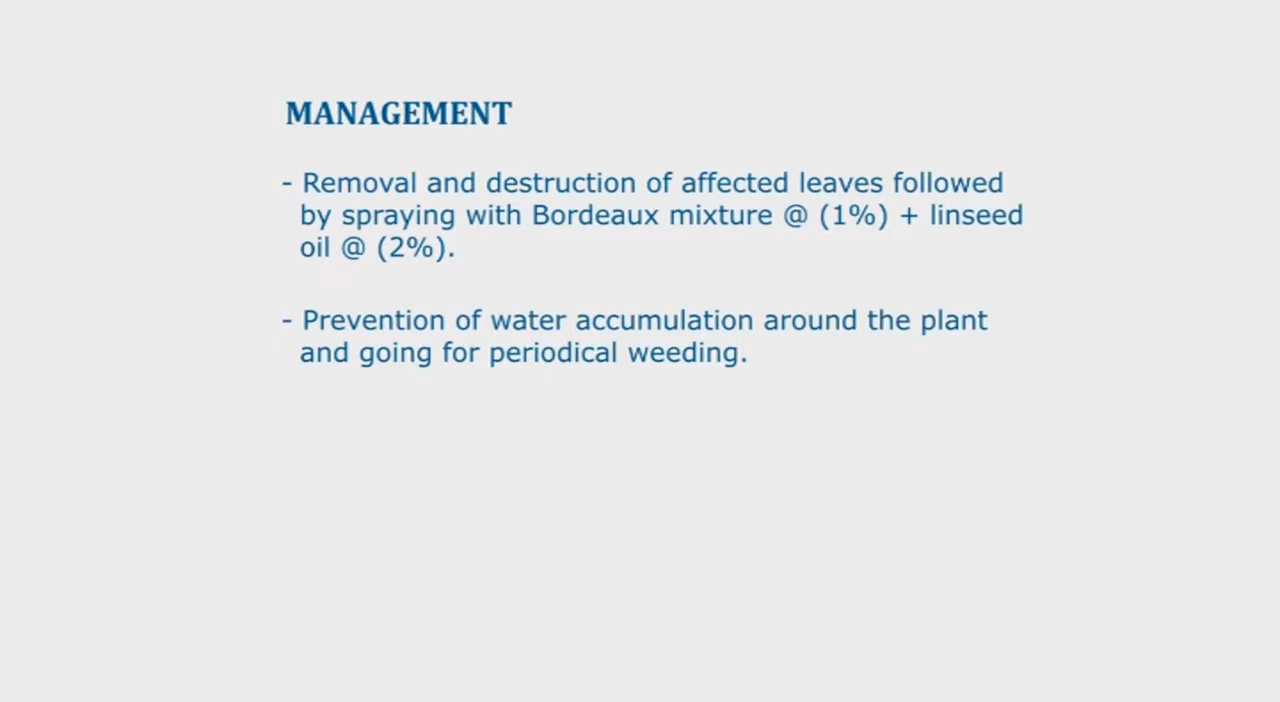 MANAGEMENT
- Removal and destruction of affected leaves followed
by spraying with Bordeaux mixture @ (1%) + linseed
oil @ (2%).
- Prevention of water accumulation around the plant
and going for periodical weeding.